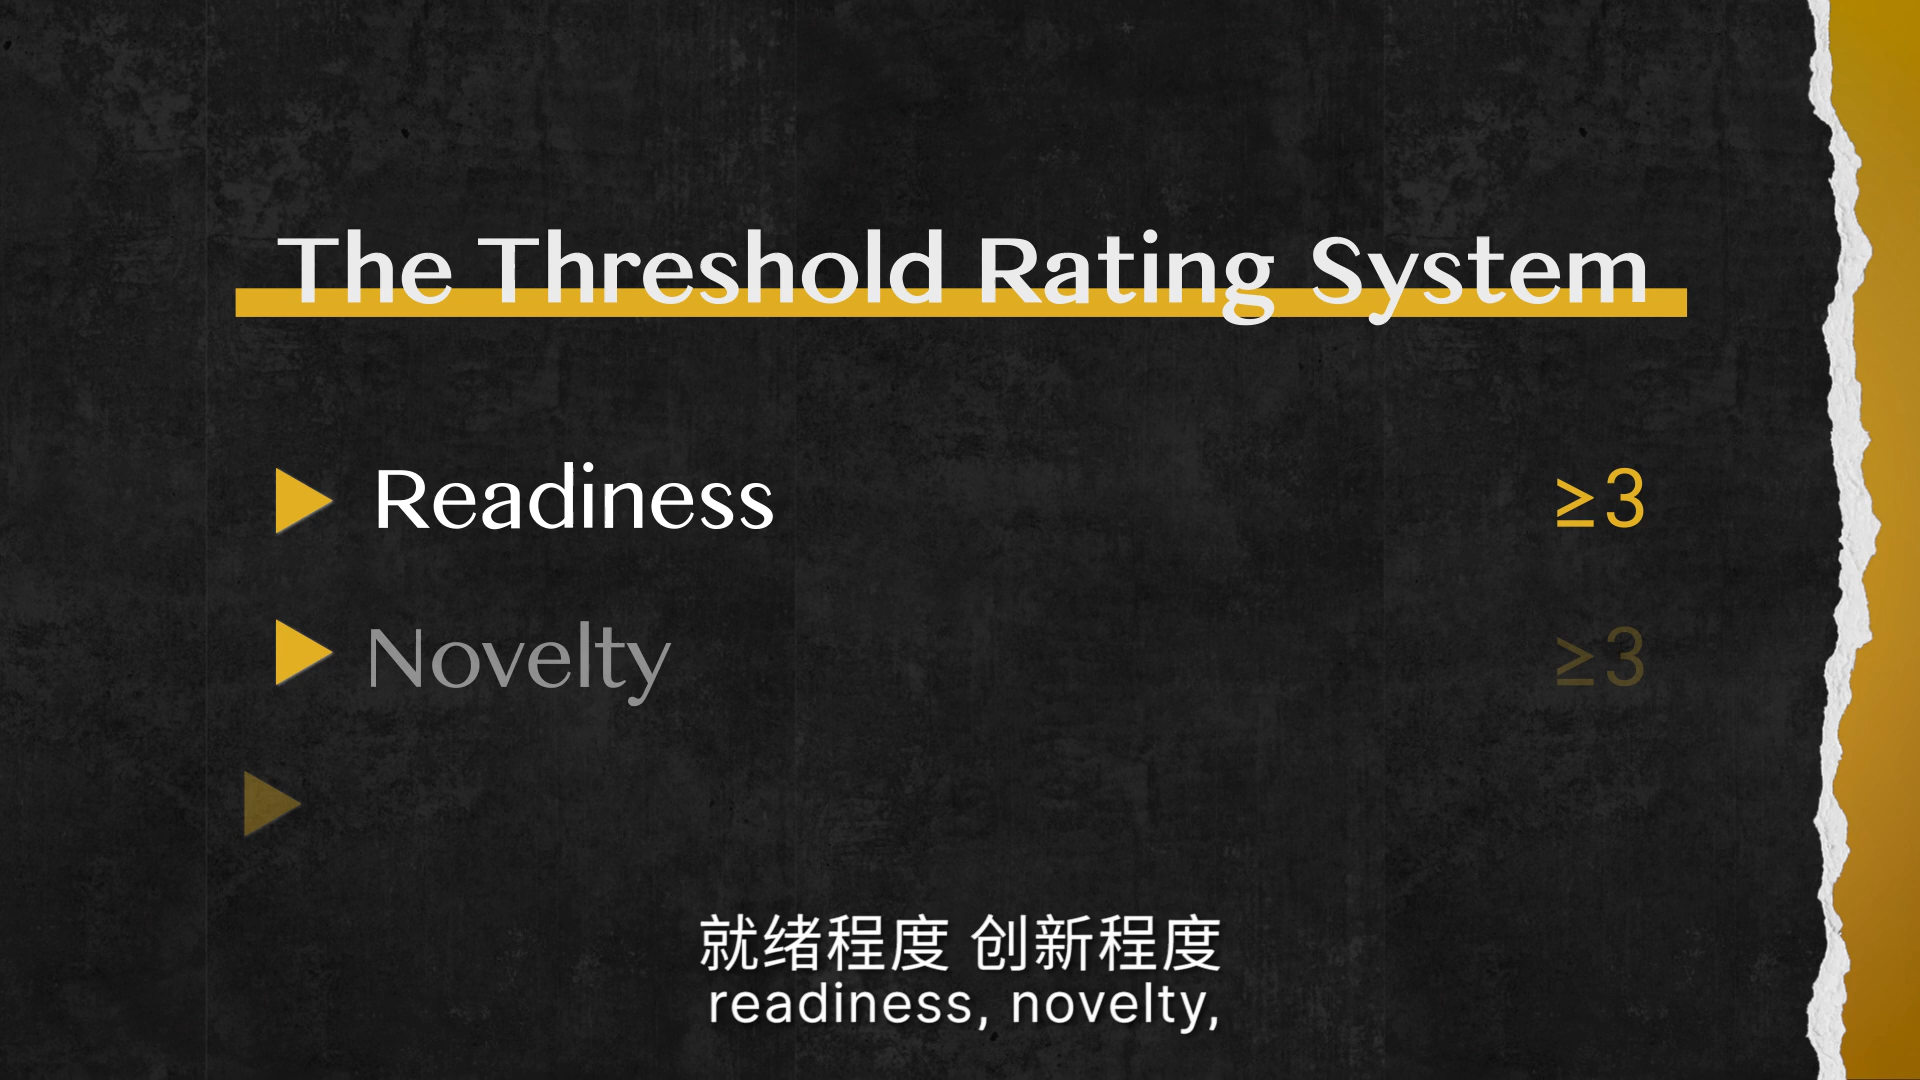 The Threshold Rating System
Readiness ≥3
Novelty ≥3
就绪程度 创新程度
readiness, novelty,